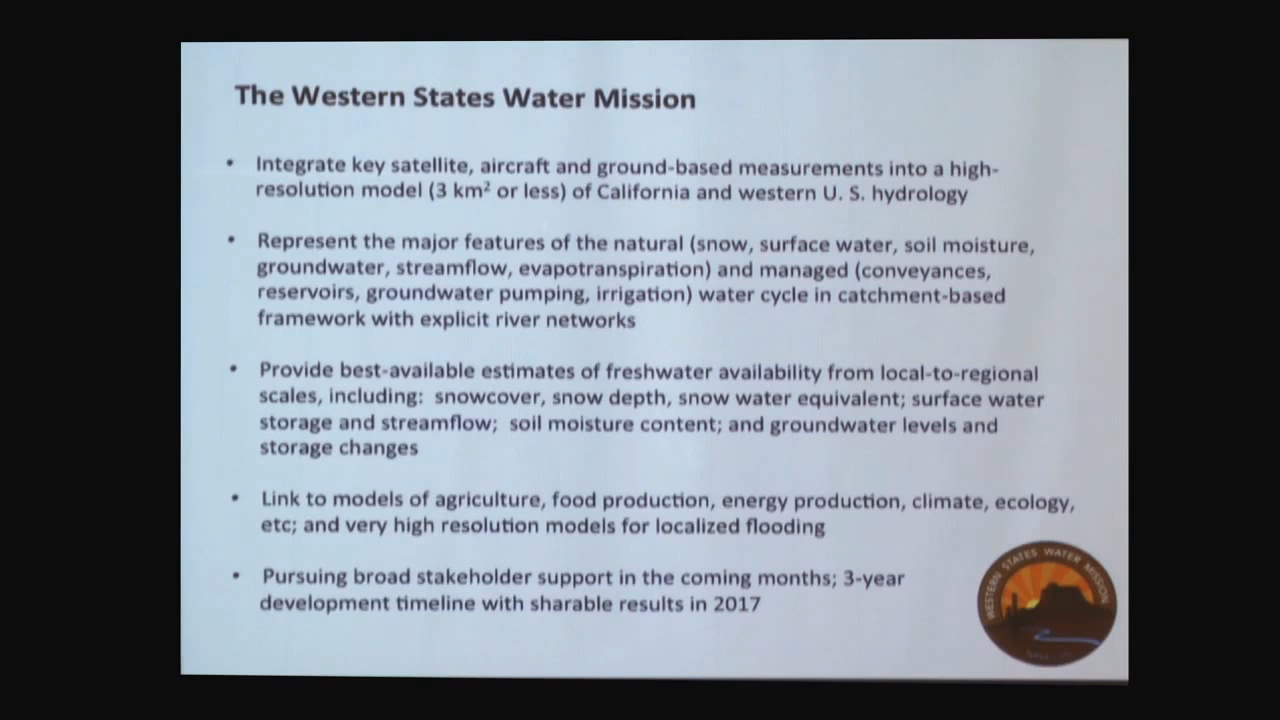 The Western States Water Mission
• Integrate key satellite, aircraft and ground-based measurements into a high-
resolution model (3 km² or less) of California and western U. S. hydrology
• Represent the major features of the natural (snow, surface water, soil moisture,
groundwater, streamflow, evapotranspiration) and managed (conveyances,
reservoirs, groundwater pumping, irrigation) water cycle in catchment-based
framework with explicit river networks
• Provide best-available estimates of freshwater availability from local-to-regional
scales, including: snowcover, snow depth, snow water equivalent; surface water
storage and streamflow; soil moisture content; and groundwater levels and
storage changes
• Link to models of agriculture, food production, energy production, climate, ecology,
etc; and very high resolution models for localized flooding
• Pursuing broad stakeholder support in the coming months; 3-year
development timeline with sharable results in 2017
WESTERN STATES WATER MISSION